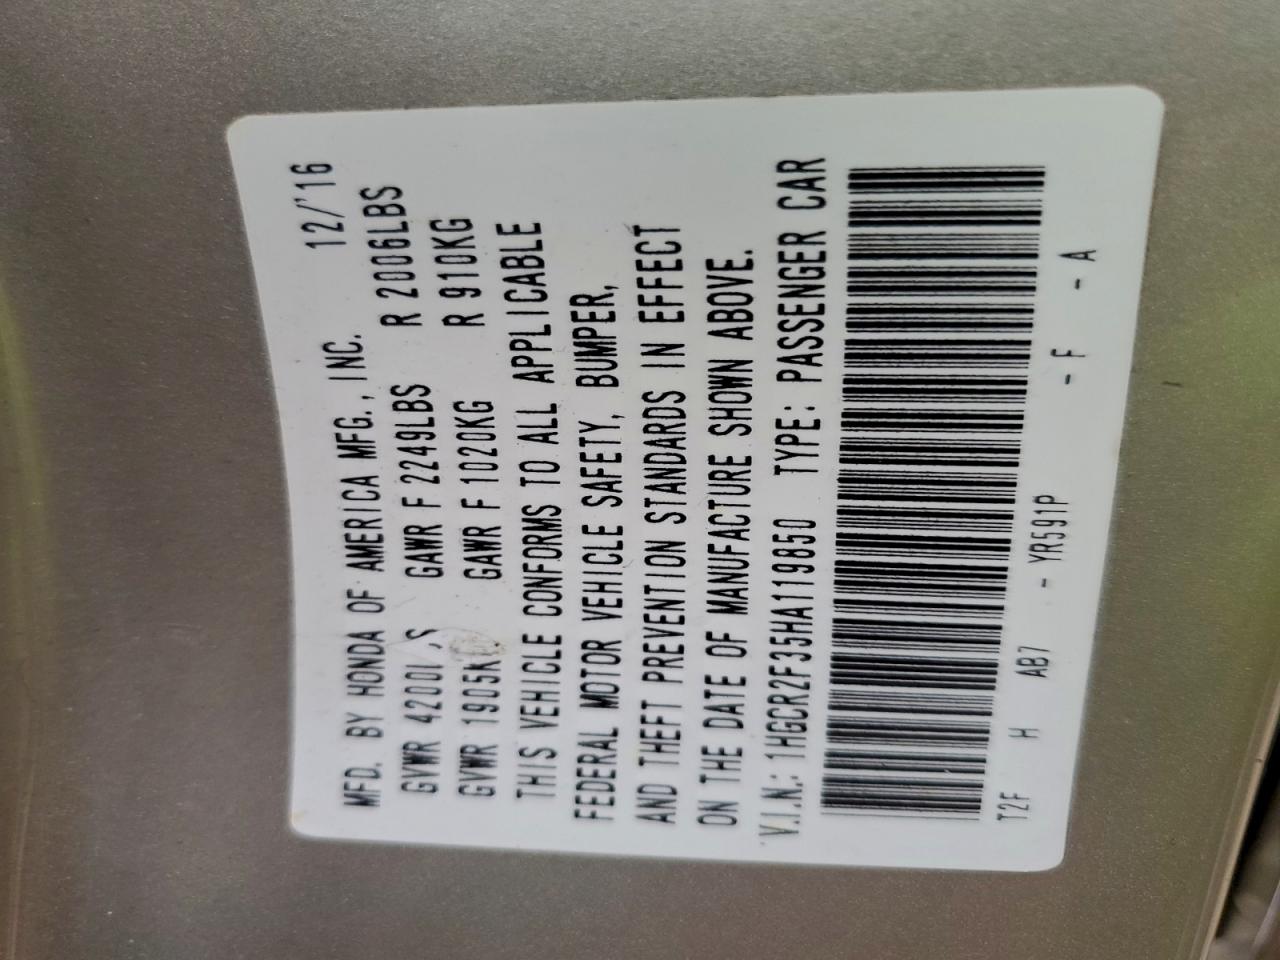 MFD. BY HONDA OF AMERICA MFG., INC. 12/'16
GVWR 4200LBS GAWR F 2249LBS R 2006LBS
GVWR 1905KG GAWR F 1020KG R 910KG
THIS VEHICLE CONFORMS TO ALL APPLICABLE
FEDERAL MOTOR VEHICLE SAFETY, BUMPER,
AND THEFT PREVENTION STANDARDS IN EFFECT
ON THE DATE OF MANUFACTURE SHOWN ABOVE.
V.I.N.: 1HGCR2F35HA119850 TYPE: PASSENGER CAR
T2F H AB7 - YR591P - F - A